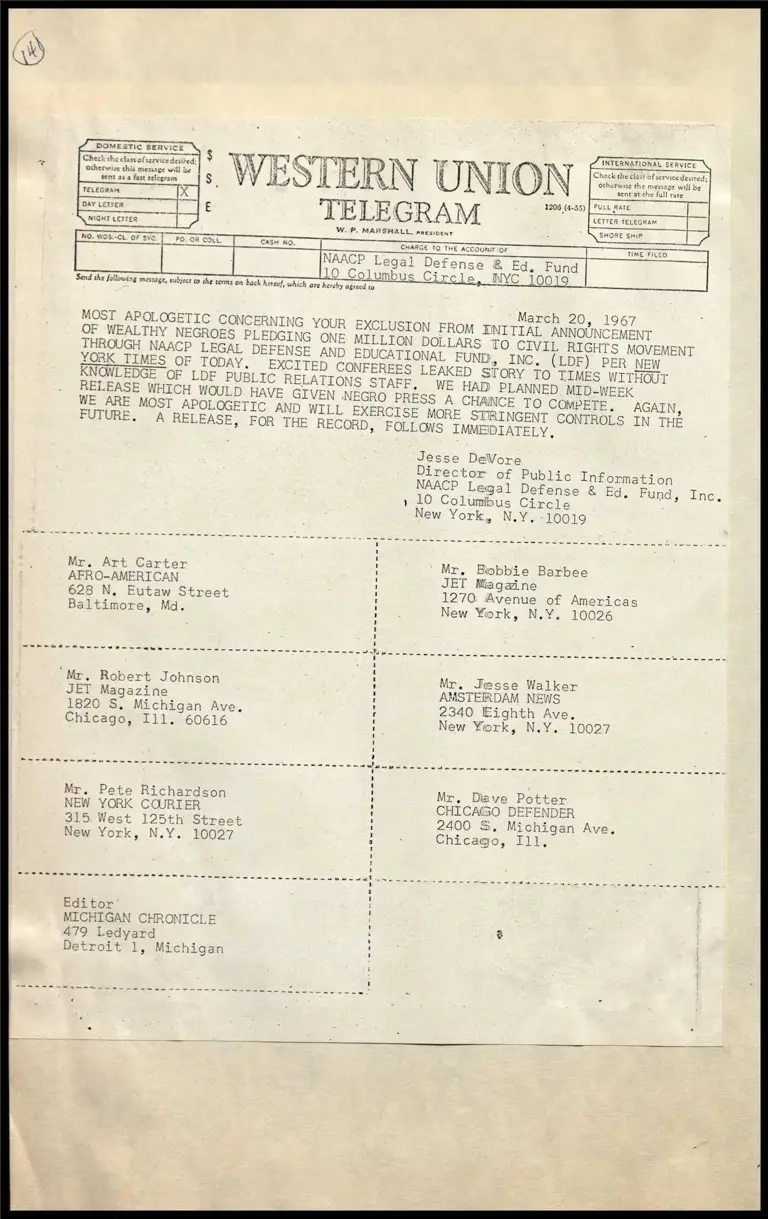 141
DOMESTIC SERVICE
Check the class of service desired;
otherwise this message will be
sent as a fast telegram
TELEGRAM X
DAY LETTER
NIGHT LETTER
$
S.
E
WESTERN UNION
TELEGRAM
W. P. MARSHALL, PRESIDENT
1206 (4-55)
INTERNATIONAL SERVICE
Check the class of service desired;
otherwise the message will be
sent at the full rate
FULL RATE
LETTER TELEGRAM
SHORE SHIP
NO. WDS.-CL. OF SVC.
PD. OR COLL.
CASH NO.
CHARGE TO THE ACCOUNT OF
TIME FILED
NAACP Legal Defense & Ed. Fund
10 Columbus Circle, NYC 10019
Send the following message, subject to the terms on back hereof, which are hereby agreed to
March 20, 1967
MOST APOLOGETIC CONCERNING YOUR EXCLUSION FROM INITIAL ANNOUNCEMENT
OF WEALTHY NEGROES PLEDGING ONE MILLION DOLLARS TO CIVIL RIGHTS MOVEMENT
THROUGH NAACP LEGAL DEFENSE AND EDUCATIONAL FUND, INC. (LDF) PER NEW
YORK TIMES OF TODAY. EXCITED CONFEREES LEAKED STORY TO TIMES WITHOUT
KNOWLEDGE OF LDF PUBLIC RELATIONS STAFF. WE HAD PLANNED MID-WEEK
RELEASE WHICH WOULD HAVE GIVEN NEGRO PRESS A CHANCE TO COMPETE. AGAIN,
WE ARE MOST APOLOGETIC AND WILL EXERCISE MORE STRINGENT CONTROLS IN THE
FUTURE. A RELEASE, FOR THE RECORD, FOLLOWS IMMEDIATELY.
Jesse DeVore
Director of Public Information
NAACP Legal Defense & Ed. Fund, Inc.
10 Columbus Circle
New York, N.Y. 10019
Mr. Art Carter
AFRO-AMERICAN
628 N. Eutaw Street
Baltimore, Md.
Mr. Bobbie Barbee
JET Magazine
1270 Avenue of Americas
New York, N.Y. 10026
Mr. Robert Johnson
JET Magazine
1820 S. Michigan Ave.
Chicago, Ill. 60616
Mr. Jesse Walker
AMSTERDAM NEWS
2340 Eighth Ave.
New York, N.Y. 10027
Mr. Pete Richardson
NEW YORK COURIER
315 West 125th Street
New York, N.Y. 10027
Mr. Dave Potter
CHICAGO DEFENDER
2400 S. Michigan Ave.
Chicago, Ill.
Editor
MICHIGAN CHRONICLE
479 Ledyard
Detroit 1, Michigan